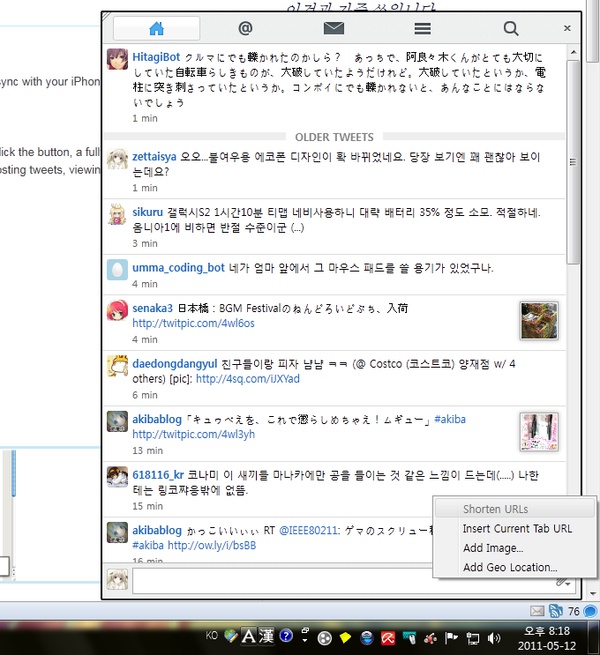 sync with your iPhon
lick the button, a full
osting tweets, viewin
HitagiBot クルマにでも轢かれたのかしら？ あっちで、阿良々木くんがとても大切に
していた自転車らしきものが、大破していたようだけれど。大破していたというか、電
柱に突き刺さっていたというか。コンボイにでも轢かれないと、あんなことにはならな
いでしょう
1 min
OLDER TWEETS
zettaisya 오오...불여우용 에코폰 디자인이 확 바뀌었네요. 당장 보기엔 꽤 괜찮아 보이
는데요?
1 min
sikuru 갤럭시S2 1시간10분 티맵 네비사용하니 대략 배터리 35% 정도 소모. 적절하네.
옴니아1에 비하면 반절 수준이군 (...)
3 min
umma_coding_bot 네가 엄마 앞에서 그 마우스 패드를 쓸 용기가 있었구나.
4 min
senaka3 日本橋：BGM Festivalのねんどろいどぷち、入荷
http://twitpic.com/4wl6os
4 min
daedongdangyul 친구들이랑 피자 냠냠 ㅋㅋ (@ Costco (코스트코) 양재점 w/ 4
others) [pic]: http://4sq.com/iJXYad
6 min
akibablog「キュゥべえを、これで懲らしめちゃえ！ムギュー」#akiba
http://twitpic.com/4wl3yh
13 min
618116_kr 코나미 이 새끼들 마나카에만 공을 들이는 것 같은 느낌이 드는데(.....) 나한
테는 링코쨔응밖에 없뜸.
15 min
akibablog かっこいいぃぃ RT @IEEE80211: ゲマのスクリュー
#akiba http://ow.ly/i/bsBB
16 min
Shorten URLs
Insert Current Tab URL
Add Image...
Add Geo Location...
76
KO A 漢
오후 8:18
2011-05-12